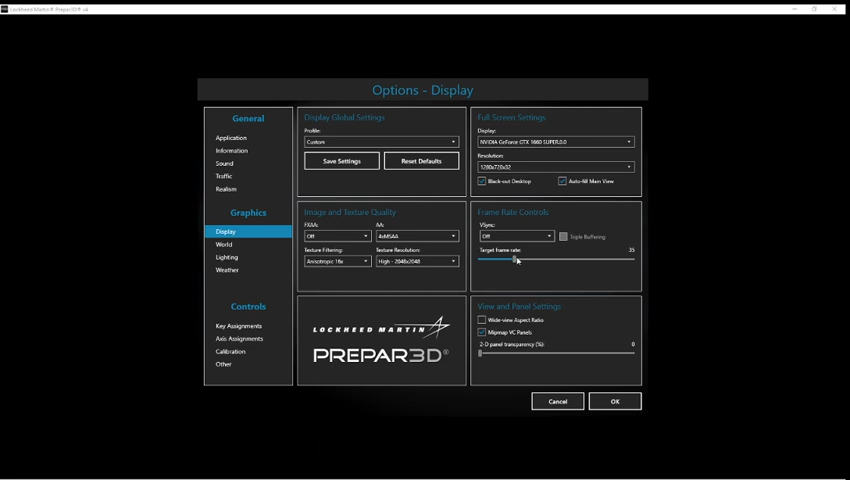 Lockheed Martin® Prepar3D® v4
Options - Display
General
Application
Information
Sound
Traffic
Realism
Graphics
Display
World
Lighting
Weather
Controls
Key Assignments
Axis Assignments
Calibration
Other
Display Global Settings
Profile:
Custom
Save Settings
Reset Defaults
Full Screen Settings
Display:
NVIDIA GeForce GTX 1660 SUPER.0.0
Resolution:
1280x720x32
Black-out Desktop
Auto-fill Main View
Image and Texture Quality
FXAA:
AA:
Off
4xMSAA
Texture Filtering:
Texture Resolution:
Anisotropic 16x
High - 2048x2048
Frame Rate Controls
VSync:
Off
Triple Buffering
Target frame rate:
35
LOCKHEED MARTIN
PREPAR3D®
View and Panel Settings
Wide-view Aspect Ratio
Mipmap VC Panels
2-D panel transparency (%):
0
Cancel
OK